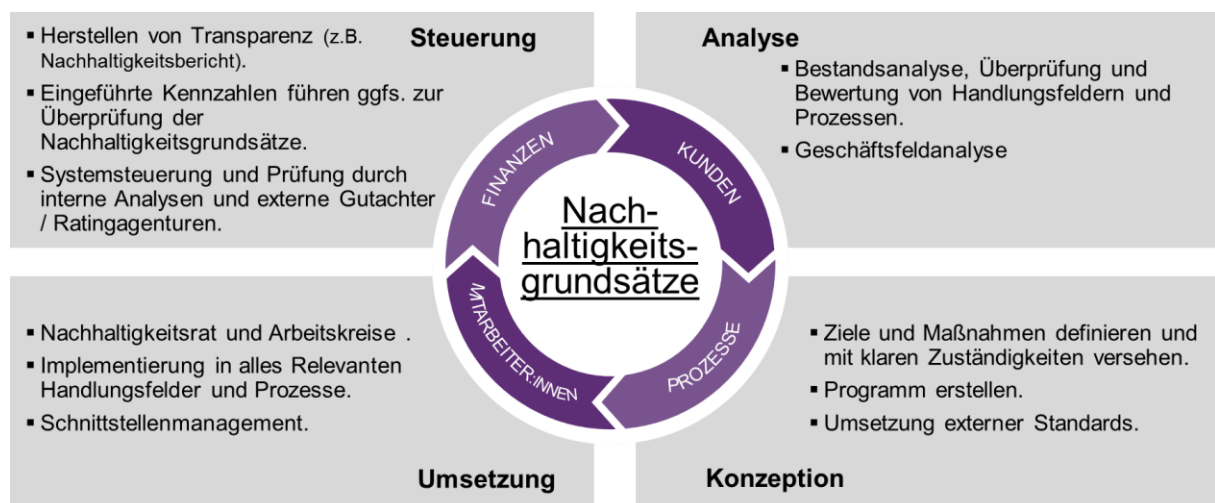 Steuerung
▪ Herstellen von Transparenz (z.B.
Nachhaltigkeitsbericht).
▪ Eingeführte Kennzahlen führen ggfs. zur
Überprüfung der
Nachhaltigkeitsgrundsätze.
▪ Systemsteuerung und Prüfung durch
interne Analysen und externe Gutachter
/ Ratingagenturen.
Analyse
▪ Bestandsanalyse, Überprüfung und
Bewertung von Handlungsfeldern und
Prozessen.
▪ Geschäftsfeldanalyse
FINANZEN
KUNDEN
Nach-
haltigkeits-
grundsätze
MITARBEITER:INNEN
PROZESSE
▪ Nachhaltigkeitsrat und Arbeitskreise .
▪ Implementierung in alles Relevanten
Handlungsfelder und Prozesse.
▪ Schnittstellenmanagement.
Umsetzung
▪ Ziele und Maßnahmen definieren und
mit klaren Zuständigkeiten versehen.
▪ Programm erstellen.
▪ Umsetzung externer Standards.
Konzeption